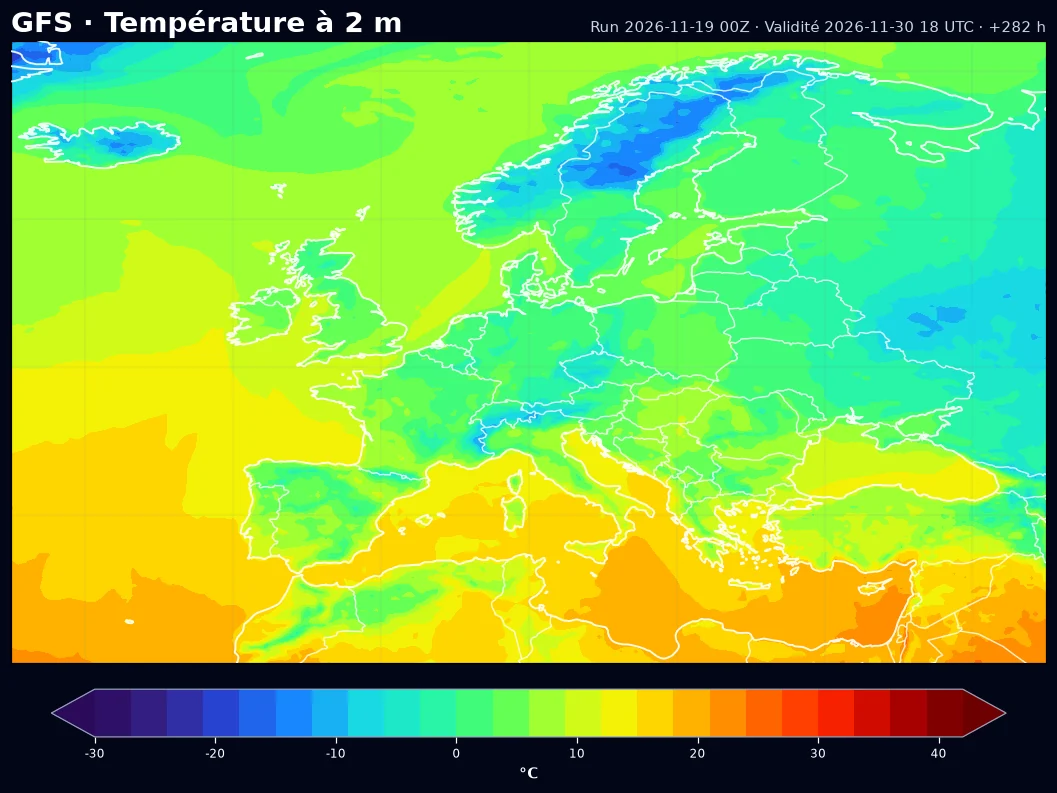 GFS · Température à 2 m
Run 2026-11-19 00Z · Validité 2026-11-30 18 UTC · +282 h
-30 -20 -10 0 10 20 30 40
°C